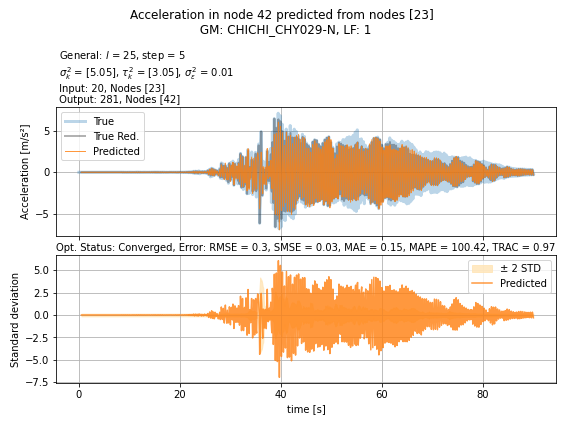 Acceleration in node 42 predicted from nodes [23]
GM: CHICHI_CHY029-N, LF: 1
General: l = 25, step = 5
σ²ₖ = [5.05], τ²ₖ = [3.05], σ²ε = 0.01
Input: 20, Nodes [23]
Output: 281, Nodes [42]
True
True Red.
Predicted
Acceleration [m/s²]
5
0
−5
Opt. Status: Converged, Error: RMSE = 0.3, SMSE = 0.03, MAE = 0.15, MAPE = 100.42, TRAC = 0.97
± 2 STD
Predicted
Standard deviation
5.0
2.5
0.0
−2.5
−5.0
−7.5
0 20 40 60 80
time [s]